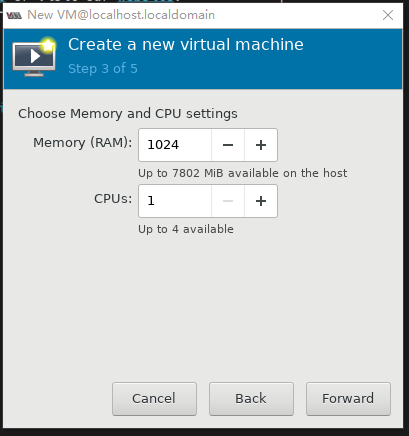 New VM@localhost.localdomain
Create a new virtual machine
Step 3 of 5
Choose Memory and CPU settings
Memory (RAM): 1024
Up to 7802 MiB available on the host
CPUs: 1
Up to 4 available
Cancel Back Forward